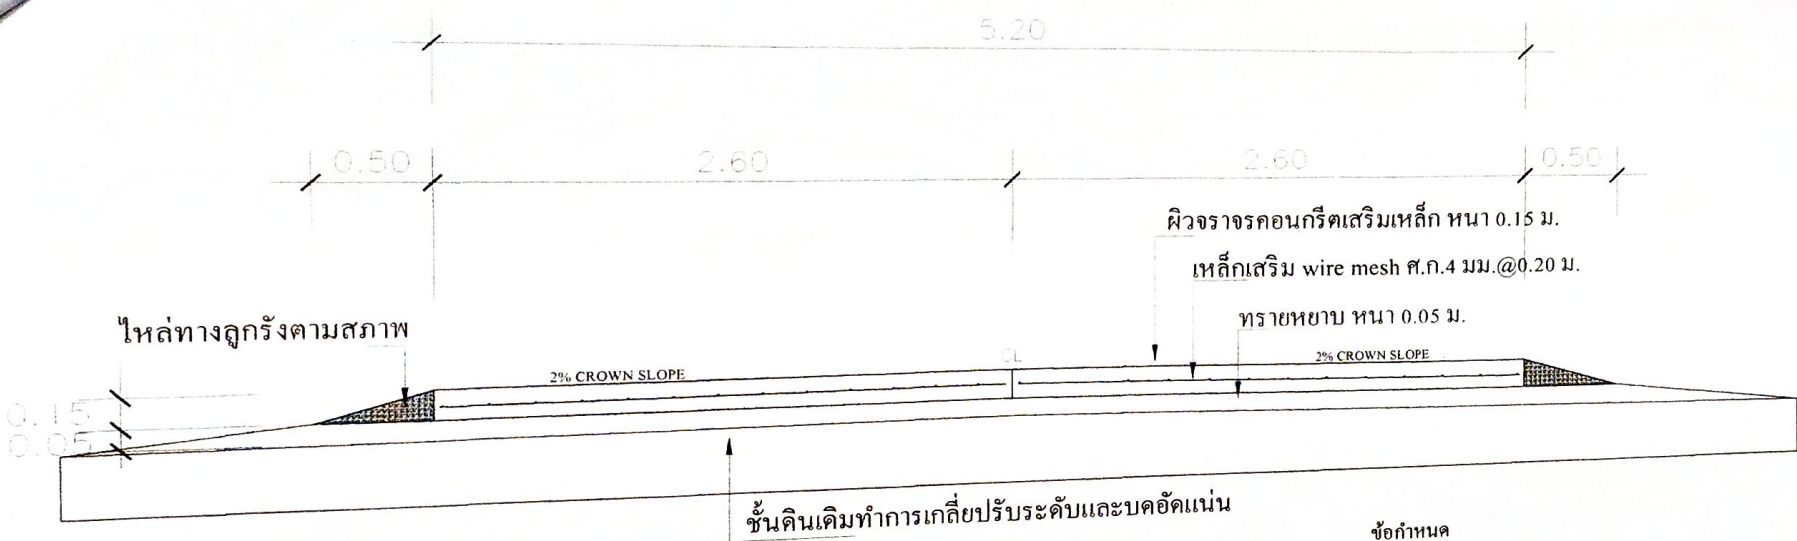 5.20
0.50 2.60 2.60 0.50
ผิวจราจรคอนกรีตเสริมเหล็ก หนา 0.15 ม.
เหล็กเสริม wire mesh ศ.ก.4 มม.@0.20 ม.
ทรายหยาบ หนา 0.05 ม.
ไหล่ทางลูกรังตามสภาพ
CL
2% CROWN SLOPE
2% CROWN SLOPE
0.15
0.05
ชั้นดินเดิมทำการเกลี่ยปรับระดับและบดอัดแน่น
ข้อกำหนด